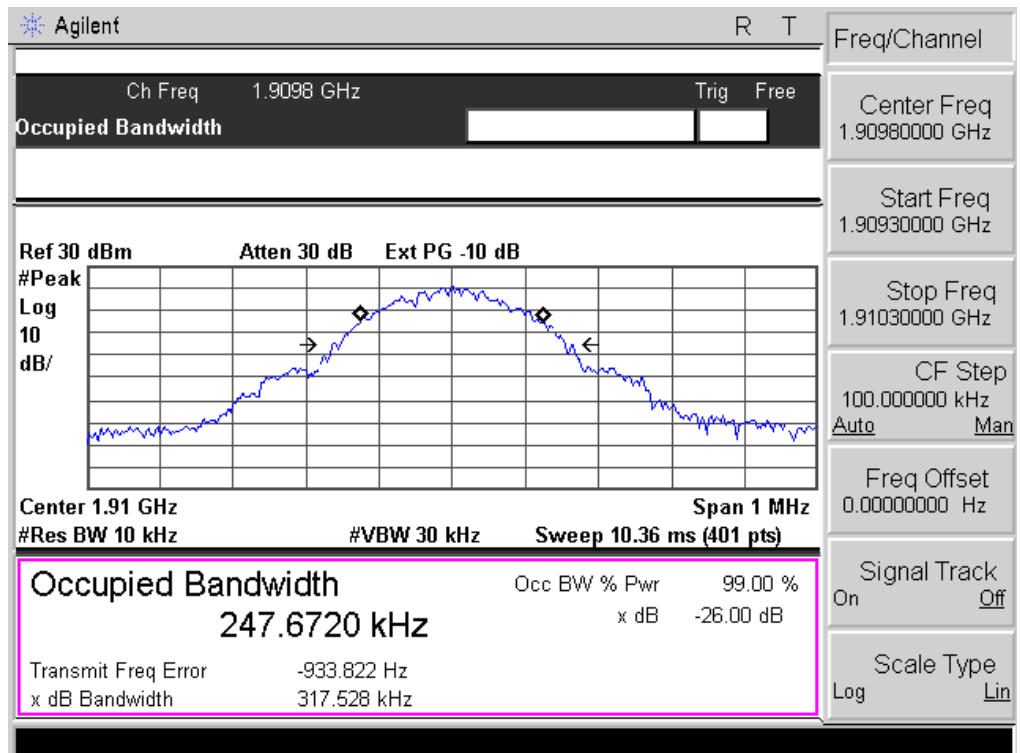 Agilent R T
Freq/Channel
Ch Freq 1.9098 GHz Trig Free
Occupied Bandwidth
Center Freq
1.90980000 GHz
Start Freq
1.90930000 GHz
Stop Freq
1.91030000 GHz
CF Step
100.000000 kHz
Auto Man
Freq Offset
0.00000000 Hz
Signal Track
On Off
Scale Type
Log Lin
Ref 30 dBm Atten 30 dB Ext PG -10 dB
#Peak
Log
10
dB/
Center 1.91 GHz Span 1 MHz
#Res BW 10 kHz #VBW 30 kHz Sweep 10.36 ms (401 pts)
Occupied Bandwidth
247.6720 kHz
Occ BW % Pwr 99.00 %
x dB -26.00 dB
Transmit Freq Error -933.822 Hz
x dB Bandwidth 317.528 kHz